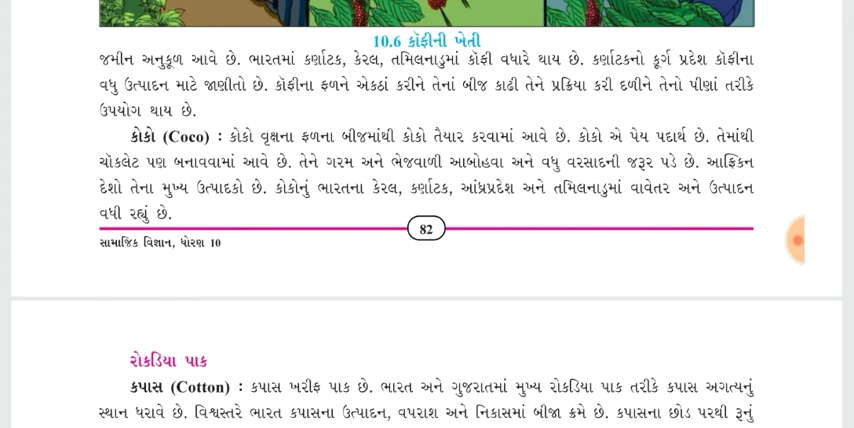 10.6 કૉફીની ખેતી
જમીન અનુકૂળ આવે છે. ભારતમાં કર્ણાટક, કેરલ, તમિલનાડુમાં કૉફી વધારે થાય છે. કર્ણાટકનો કૂર્ગ પ્રદેશ કૉફીના
વધુ ઉત્પાદન માટે જાણીતો છે. કૉફીના ફળને એકઠાં કરીને તેનાં બીજ કાઢી તેને પ્રક્રિયા કરી દળીને તેનો પીણાં તરીકે
ઉપયોગ થાય છે.
કોકો (Coco) : કોકો વૃક્ષના ફળના બીજમાંથી કોકો તૈયાર કરવામાં આવે છે. કોકો એ પેય પદાર્થ છે. તેમાંથી
ચૉકલેટ પણ બનાવવામાં આવે છે. તેને ગરમ અને ભેજવાળી આબોહવા અને વધુ વરસાદની જરૂર પડે છે. આફ્રિકન
દેશો તેના મુખ્ય ઉત્પાદકો છે. કોકોનું ભારતના કેરલ, કર્ણાટક, આંધ્રપ્રદેશ અને તમિલનાડુમાં વાવેતર અને ઉત્પાદન
વધી રહ્યું છે.
82
સામાજિક વિજ્ઞાન, ધોરણ 10
રોકડિયા પાક
કપાસ (Cotton) : કપાસ ખરીફ પાક છે. ભારત અને ગુજરાતમાં મુખ્ય રોકડિયા પાક તરીકે કપાસ અગત્યનું
સ્થાન ધરાવે છે. વિશ્વસ્તરે ભારત કપાસના ઉત્પાદન, વપરાશ અને નિકાસમાં બીજા ક્રમે છે. કપાસના છોડ પરથી રૂનું